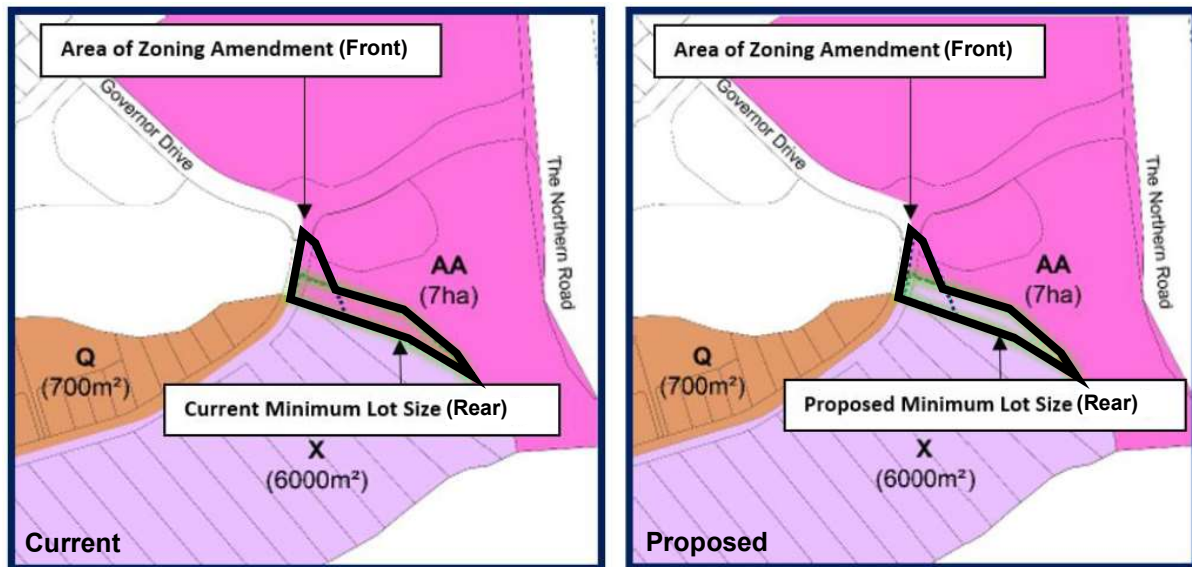 Area of Zoning Amendment (Front)
Governor Drive
The Northern Road
AA
(7ha)
Q
(700m²)
Current Minimum Lot Size (Rear)
X
(6000m²)
Current
Area of Zoning Amendment (Front)
Governor Drive
The Northern Road
AA
(7ha)
Q
(700m²)
Proposed Minimum Lot Size (Rear)
X
(6000m²)
Proposed